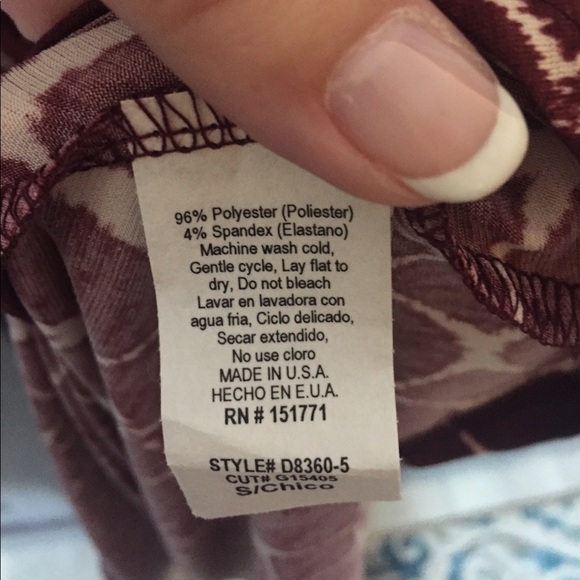 96% Polyester (Poliester)
4% Spandex (Elastano)
Machine wash cold,
Gentle cycle, Lay flat to
dry, Do not bleach
Lavar en lavadora con
agua fria, Ciclo delicado,
Secar extendido,
No use cloro
MADE IN U.S.A.
HECHO EN E.U.A.
RN # 151771
STYLE# D8360-5
CUT# G15405
S/Chico